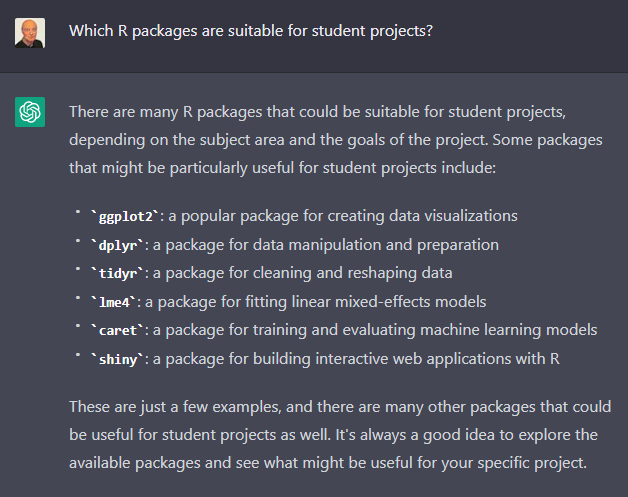 Which R packages are suitable for student projects?
There are many R packages that could be suitable for student projects,
depending on the subject area and the goals of the project. Some packages
that might be particularly useful for student projects include:
• `ggplot2`: a popular package for creating data visualizations
• `dplyr`: a package for data manipulation and preparation
• `tidyr`: a package for cleaning and reshaping data
• `lme4`: a package for fitting linear mixed-effects models
• `caret`: a package for training and evaluating machine learning models
• `shiny`: a package for building interactive web applications with R
These are just a few examples, and there are many other packages that could
be useful for student projects as well. It's always a good idea to explore the
available packages and see what might be useful for your specific project.